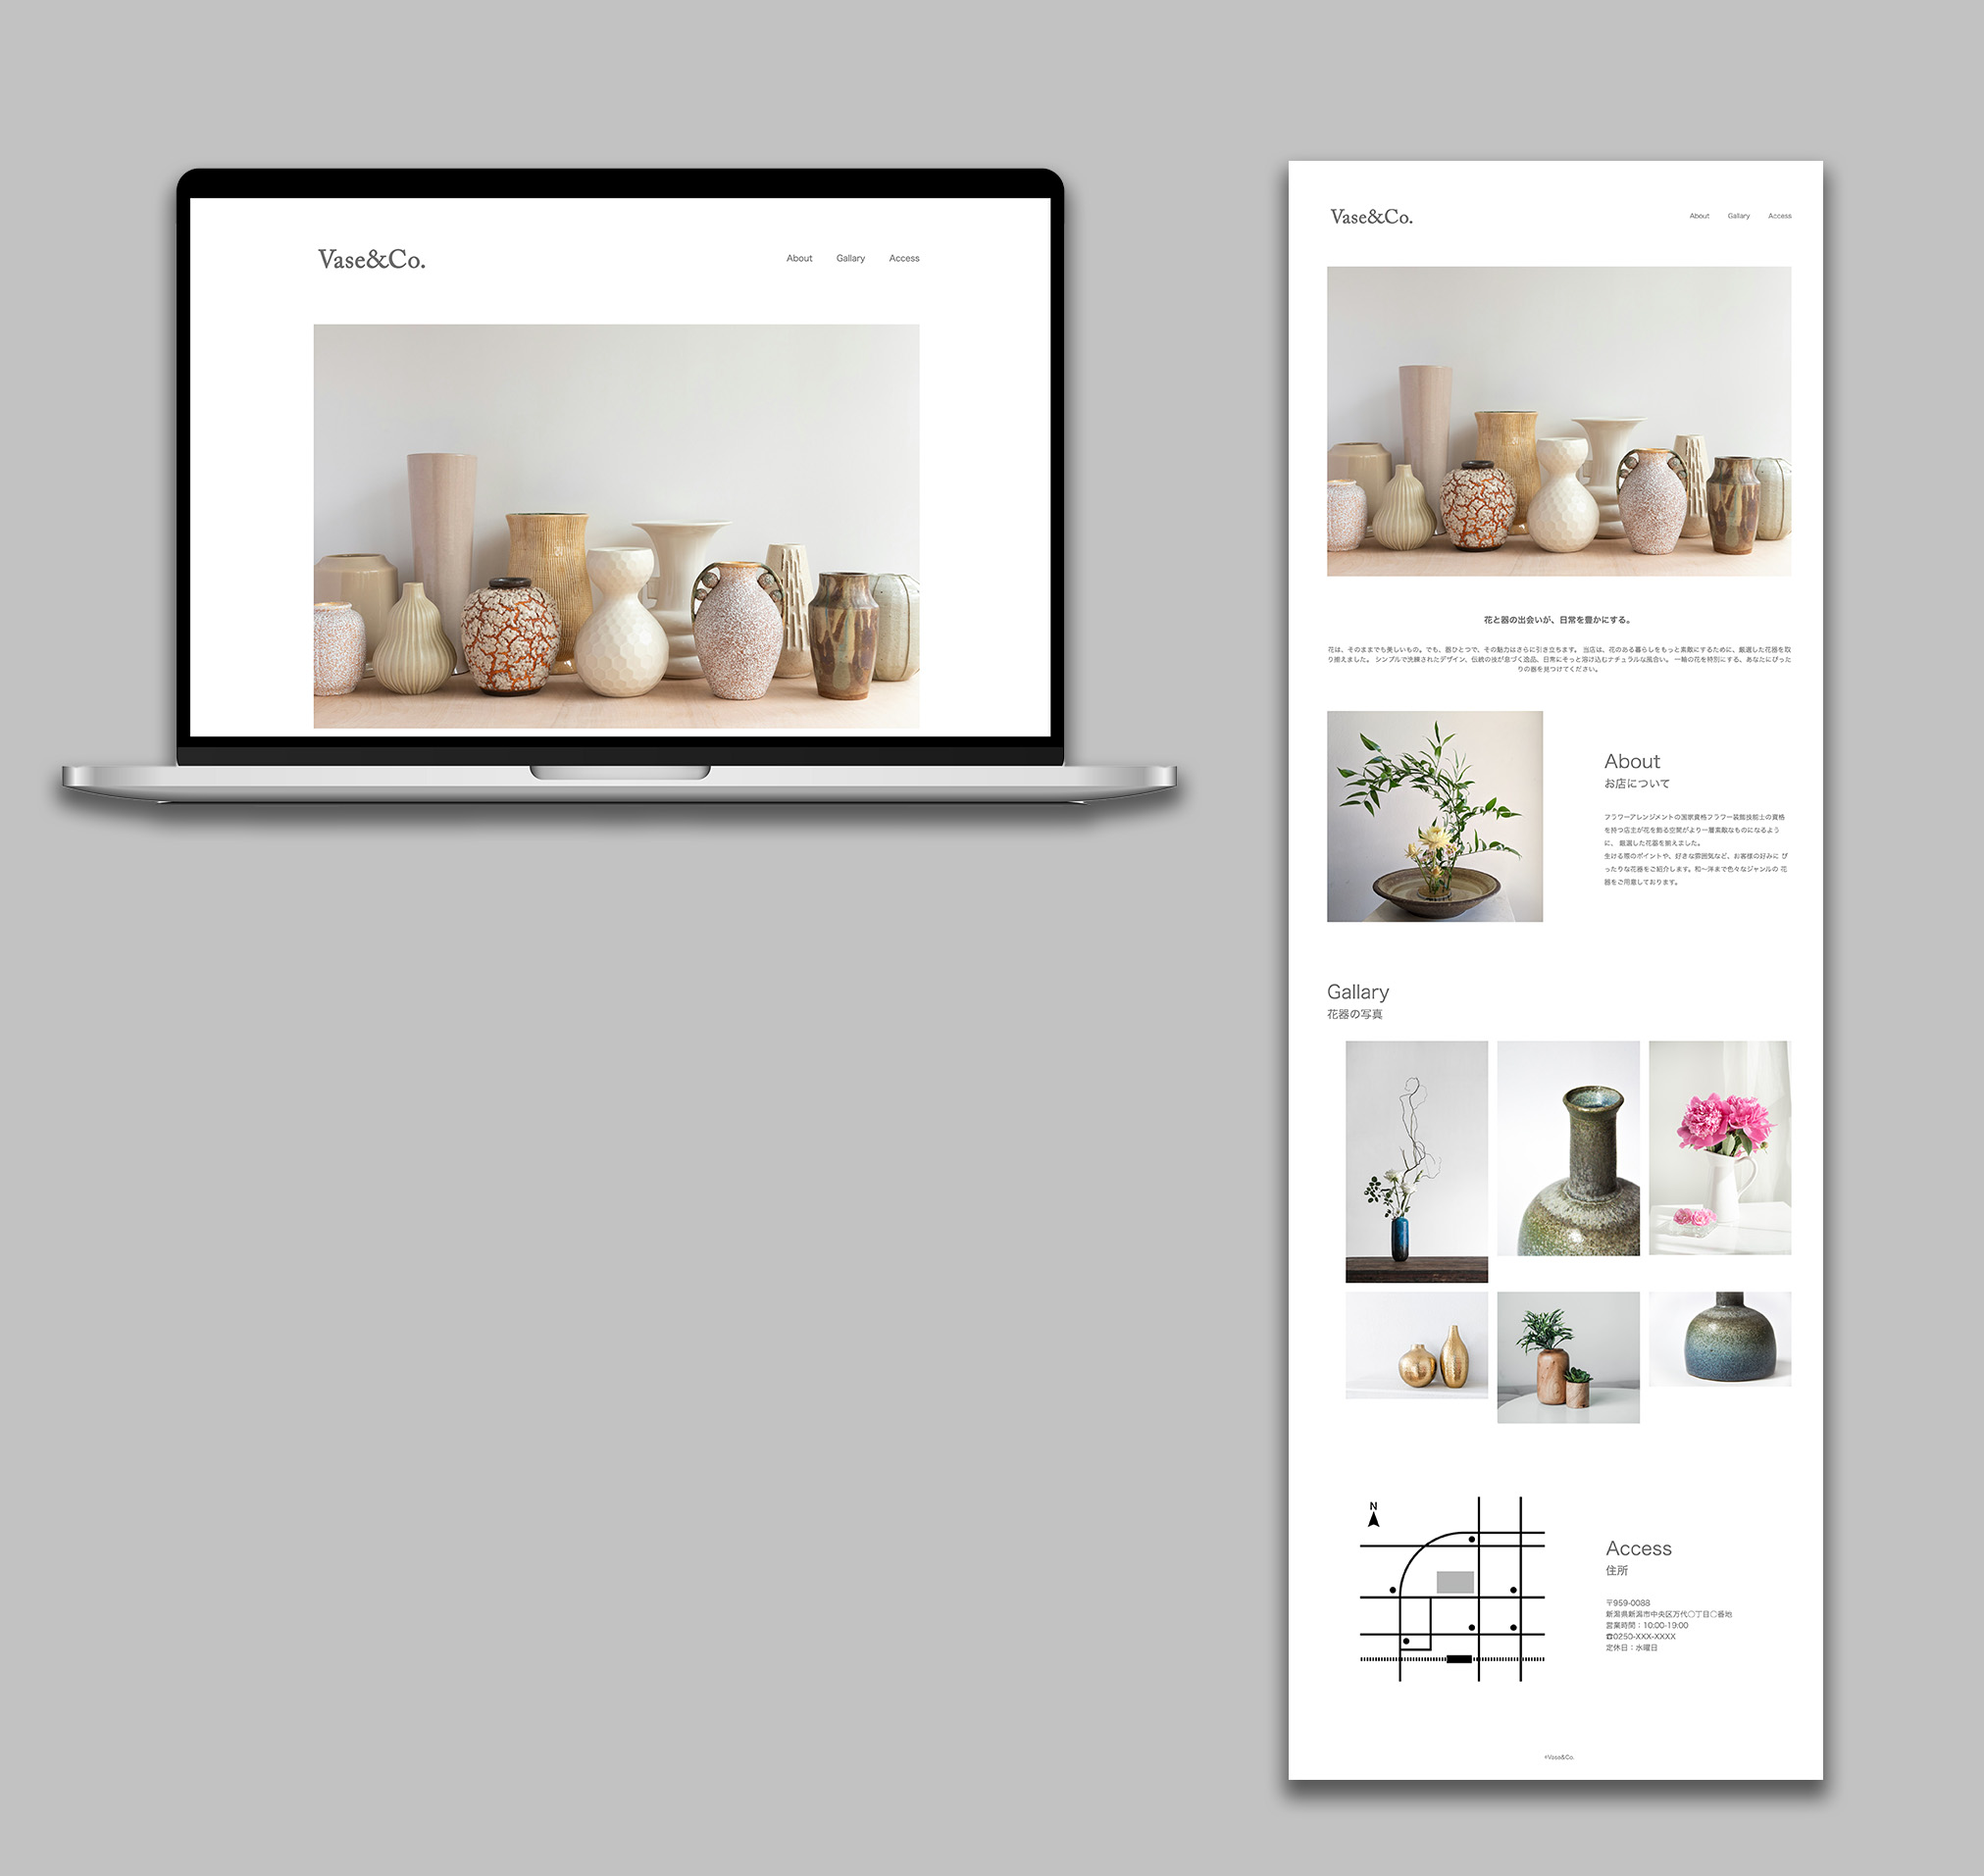 Vase&Co.
About Gallary Access
Vase&Co.
About Gallary Access
花と器の出会いが、日常を豊かにする。
花は、そのままでも美しいもの。でも、器ひとつで、その魅力はさらに引き立ちます。 当店は、花のある暮らしをもっと素敵にするために、厳選した花器を取
り揃えました。 シンプルで洗練されたデザイン、伝統の技が息づく逸品、日常にそっと溶け込むナチュラルな風合い。 一輪の花を特別にする、あなたにぴった
りの器を見つけてください。
About
お店について
フラワーアレンジメントの国家資格フラワー装飾技能士の資格
を持つ店主が花を飾る空間がより一層素敵なものになるよう
に、 厳選した花器を揃えました。
生ける際のポイントや、好きな雰囲気など、お客様の好みに ぴ
ったりな花器をご紹介します。和〜洋まで色々なジャンルの 花
器をご用意しております。
Gallary
花器の写真
N
Access
住所
〒959-0088
新潟県新潟市中央区万代〇丁目〇番地
営業時間：10:00-19:00
☎0250-XXX-XXXX
定休日：水曜日
©Vase&Co.